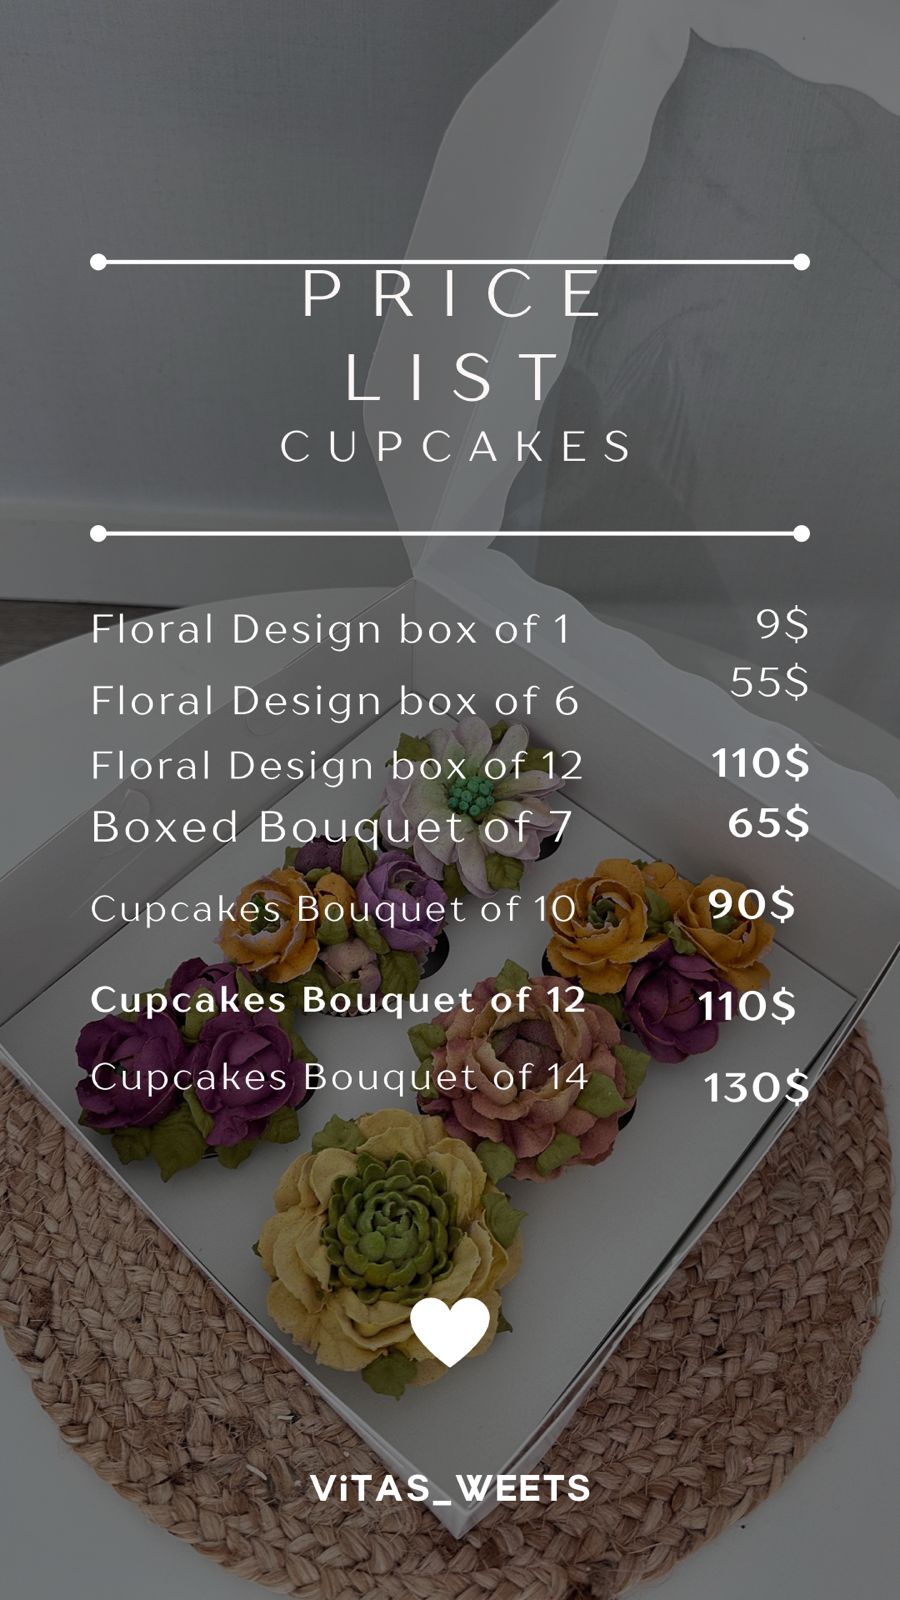 PRICE
LIST
CUPCAKES
Floral Design box of 1 9$
Floral Design box of 6 55$
Floral Design box of 12 110$
Boxed Bouquet of 7 65$
Cupcakes Bouquet of 10 90$
Cupcakes Bouquet of 12 110$
Cupcakes Bouquet of 14 130$
ViTAS_WEETS